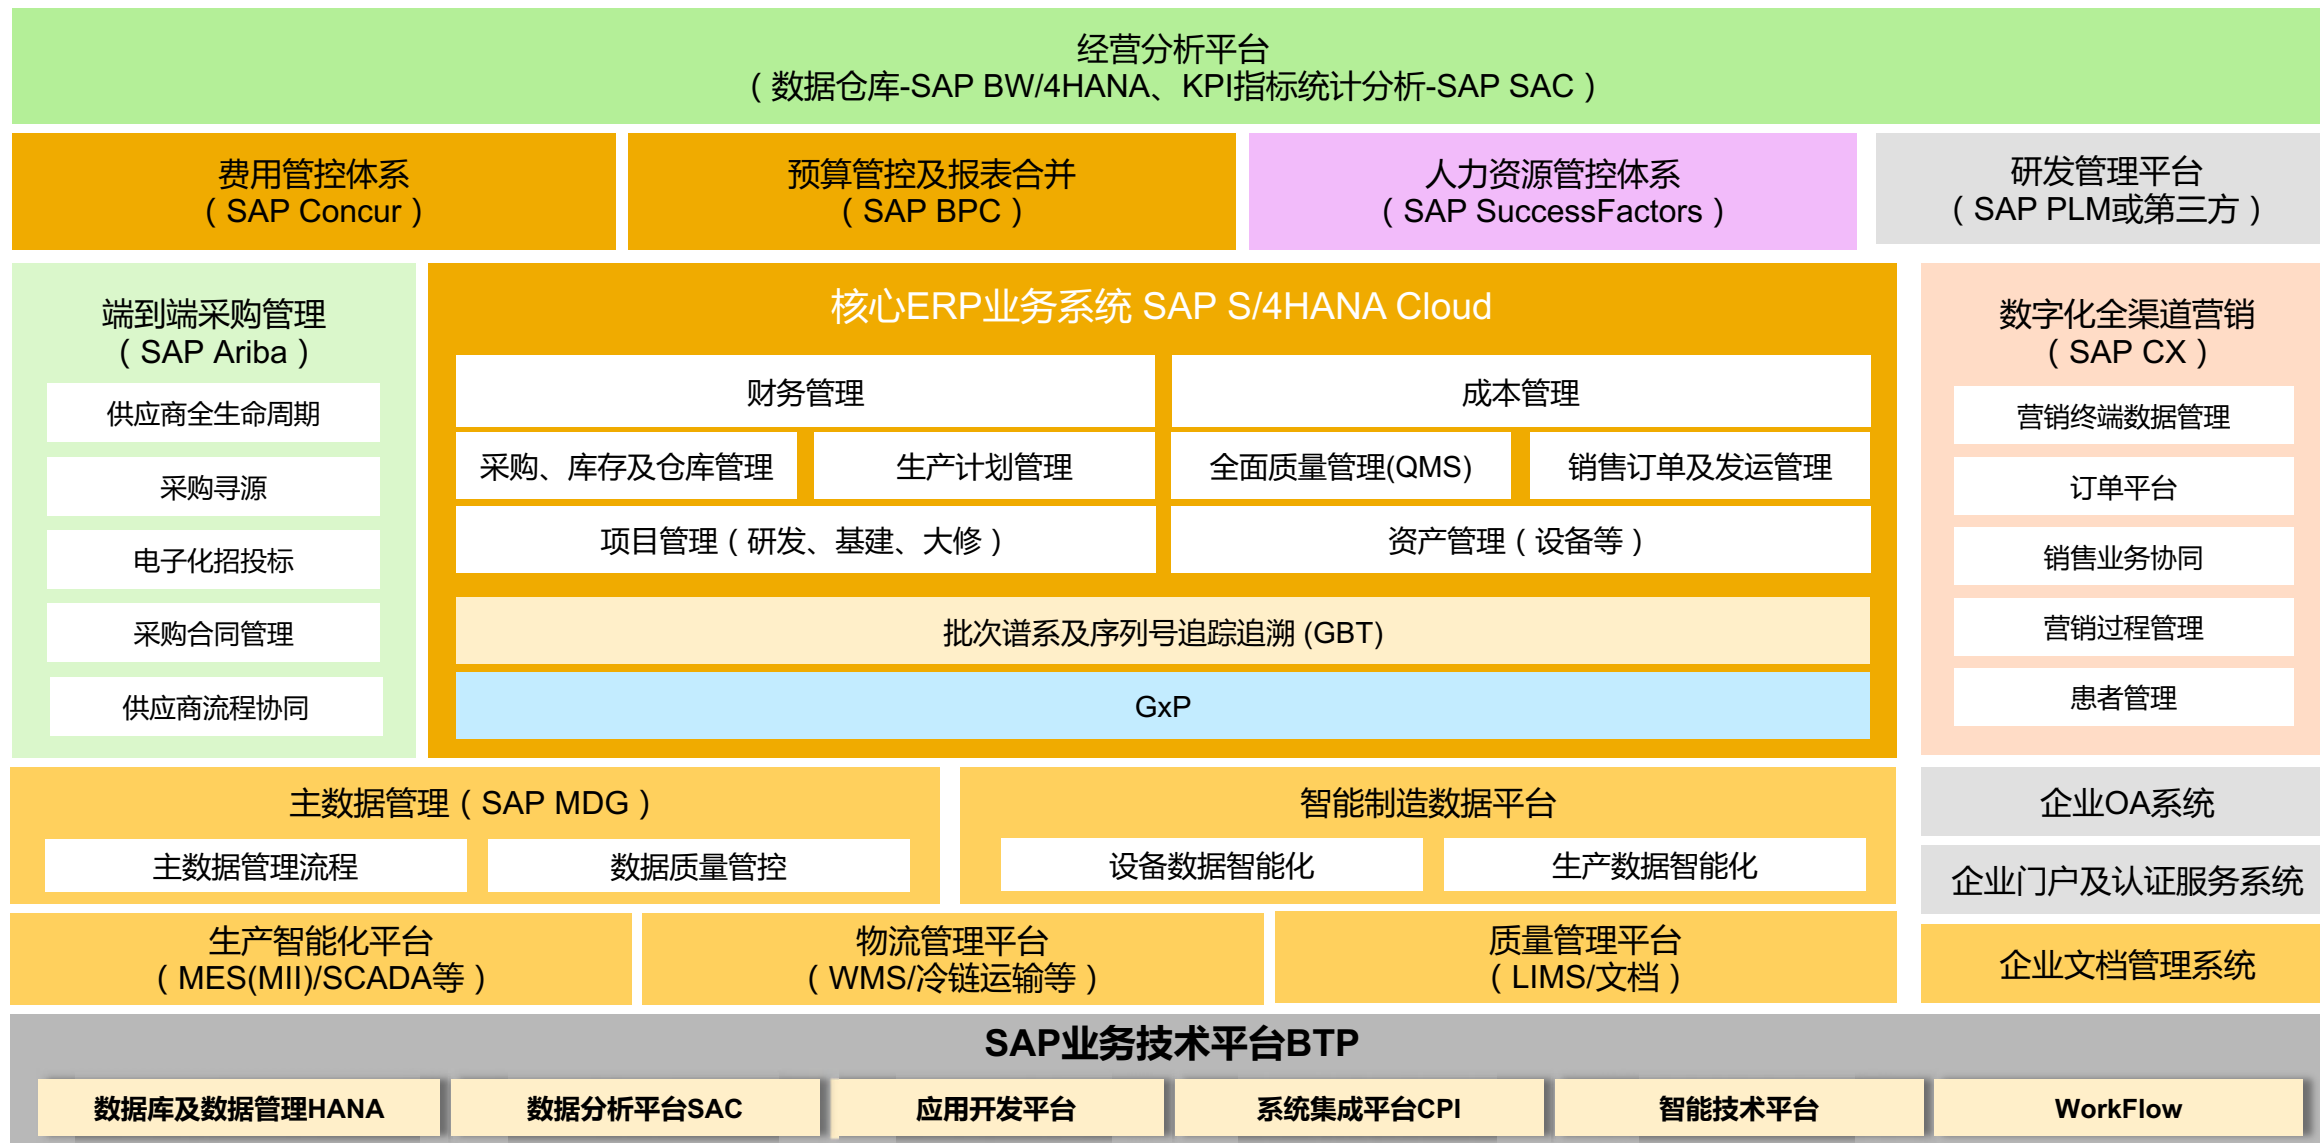 经营分析平台
（数据仓库-SAP BW/4HANA、KPI指标统计分析-SAP SAC）
费用管控体系
（SAP Concur）
预算管控及报表合并
（SAP BPC）
人力资源管控体系
（SAP SuccessFactors）
研发管理平台
（SAP PLM或第三方）
端到端采购管理
（SAP Ariba）
供应商全生命周期
采购寻源
电子化招投标
采购合同管理
供应商流程协同
核心ERP业务系统 SAP S/4HANA Cloud
财务管理
成本管理
采购、库存及仓库管理
生产计划管理
全面质量管理(QMS)
销售订单及发运管理
项目管理（研发、基建、大修）
资产管理（设备等）
批次谱系及序列号追踪追溯 (GBT)
GxP
数字化全渠道营销
（SAP CX）
营销终端数据管理
订单平台
销售业务协同
营销过程管理
患者管理
主数据管理（SAP MDG）
主数据管理流程
数据质量管控
智能制造数据平台
设备数据智能化
生产数据智能化
企业OA系统
企业门户及认证服务系统
生产智能化平台
（MES(MII)/SCADA等）
物流管理平台
（WMS/冷链运输等）
质量管理平台
（LIMS/文档）
企业文档管理系统
SAP业务技术平台BTP
数据库及数据管理HANA
数据分析平台SAC
应用开发平台
系统集成平台CPI
智能技术平台
WorkFlow